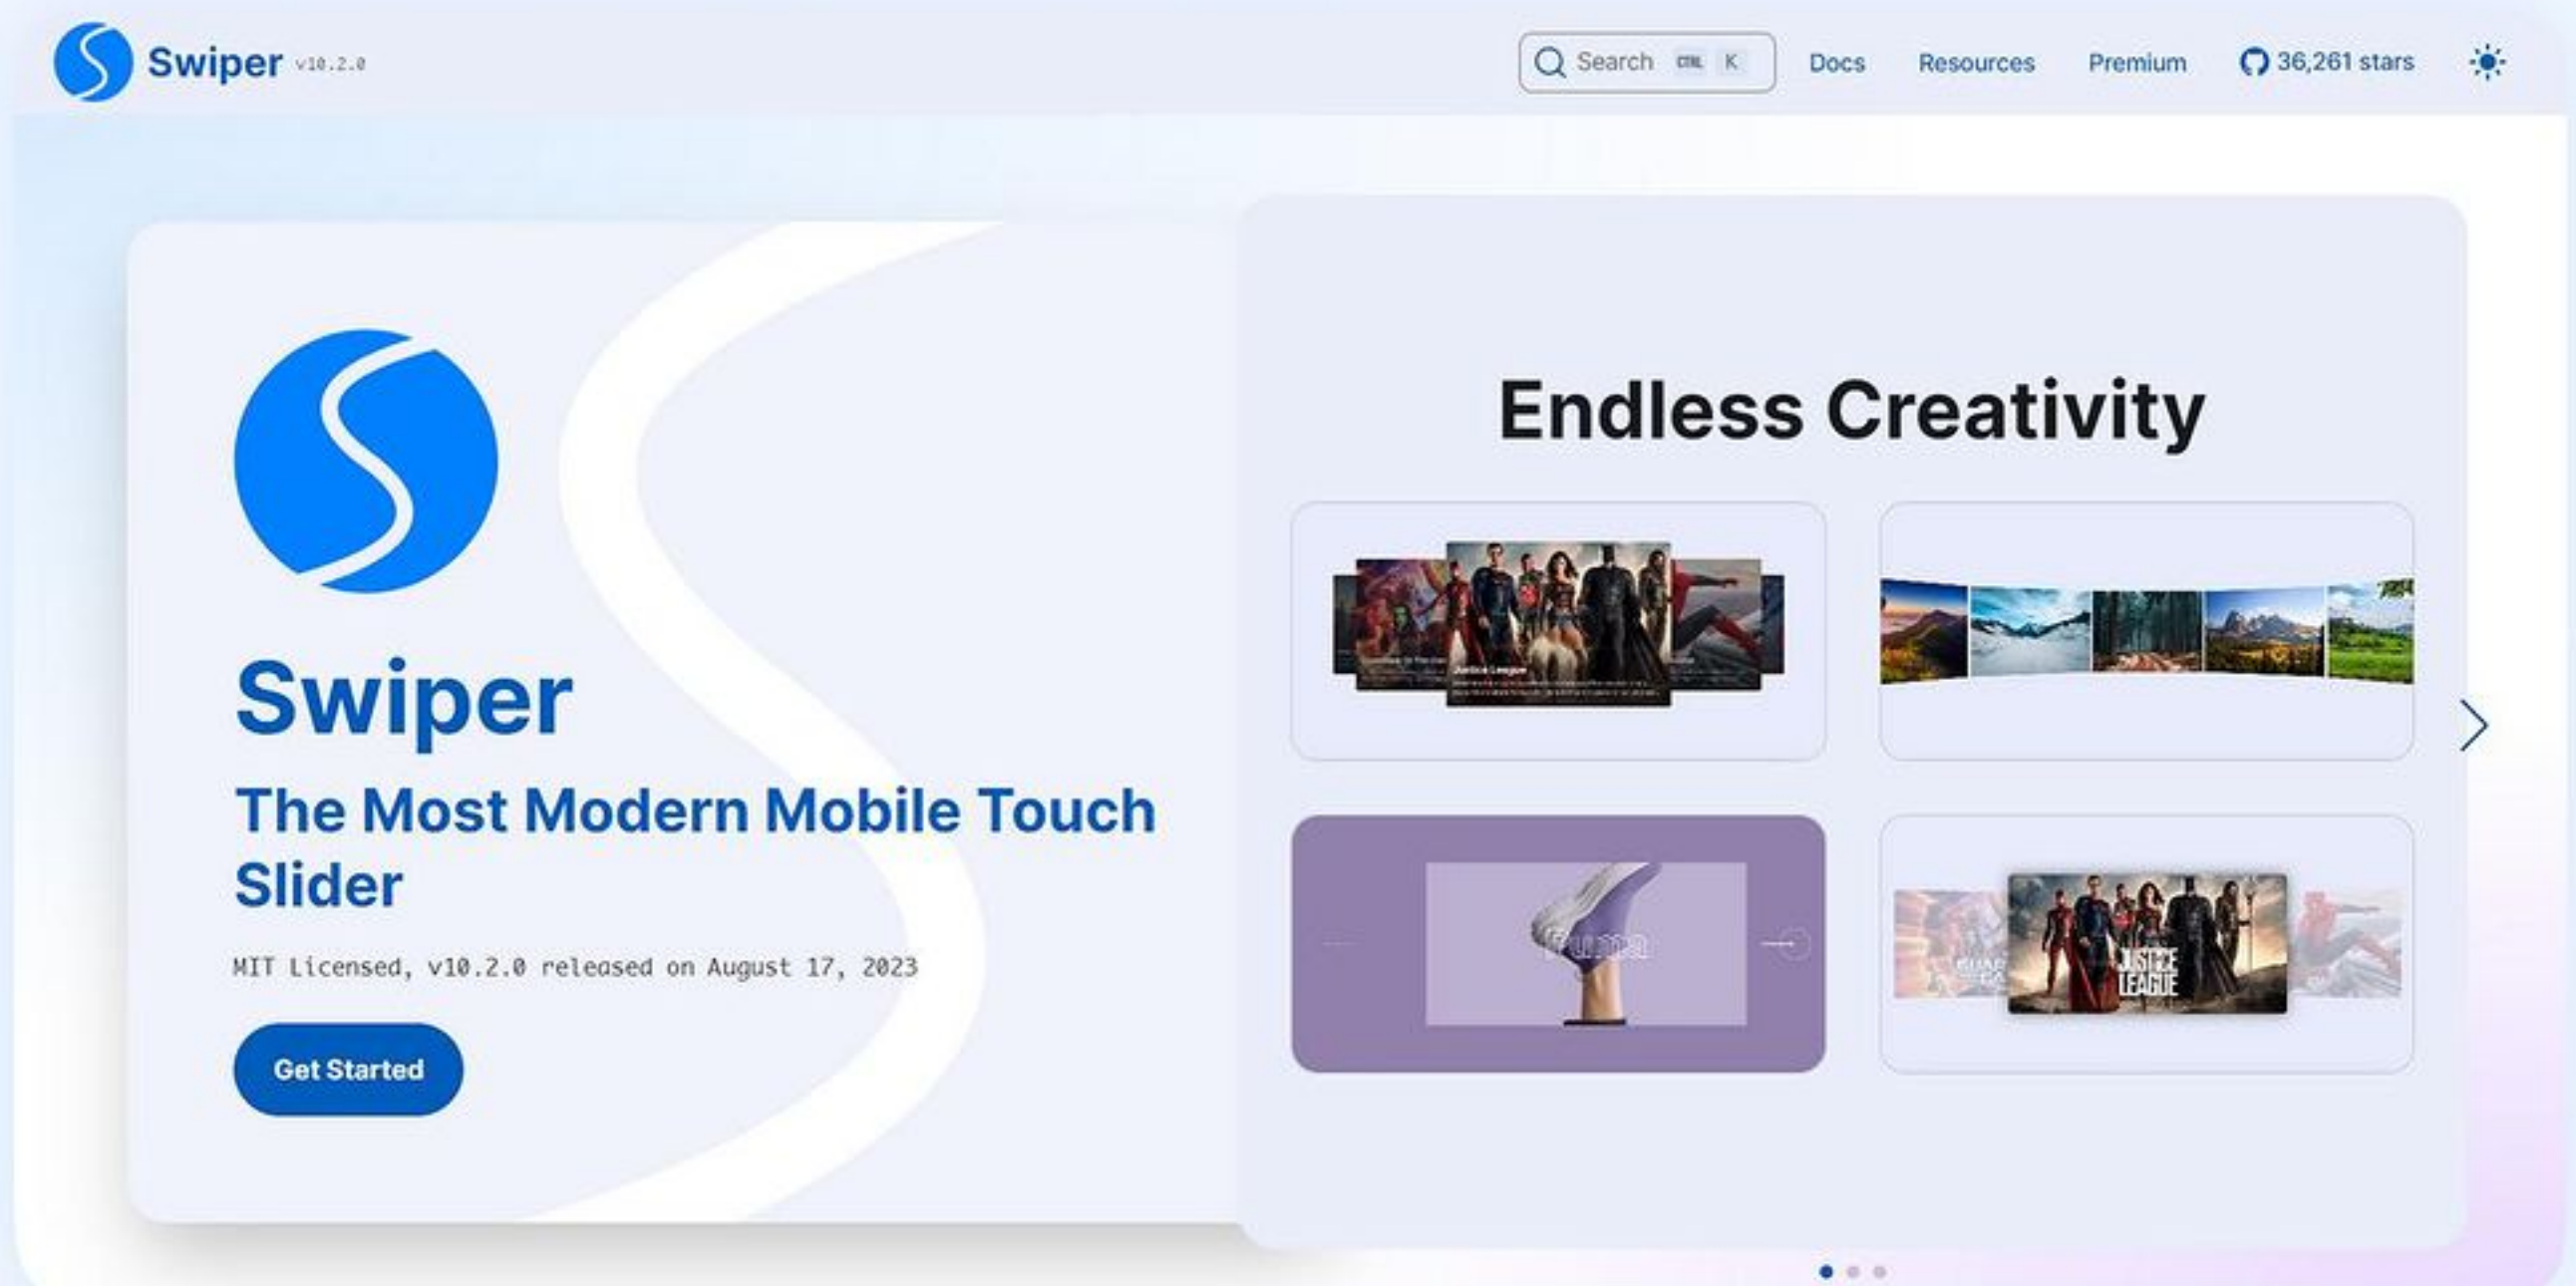 Swiper v10.2.0
Search CTRL K
Docs
Resources
Premium
36,261 stars
Swiper
The Most Modern Mobile Touch
Slider
MIT Licensed, v10.2.0 released on August 17, 2023
Get Started
Endless Creativity
Justice League
Puma
JUSTICE
LEAGUE